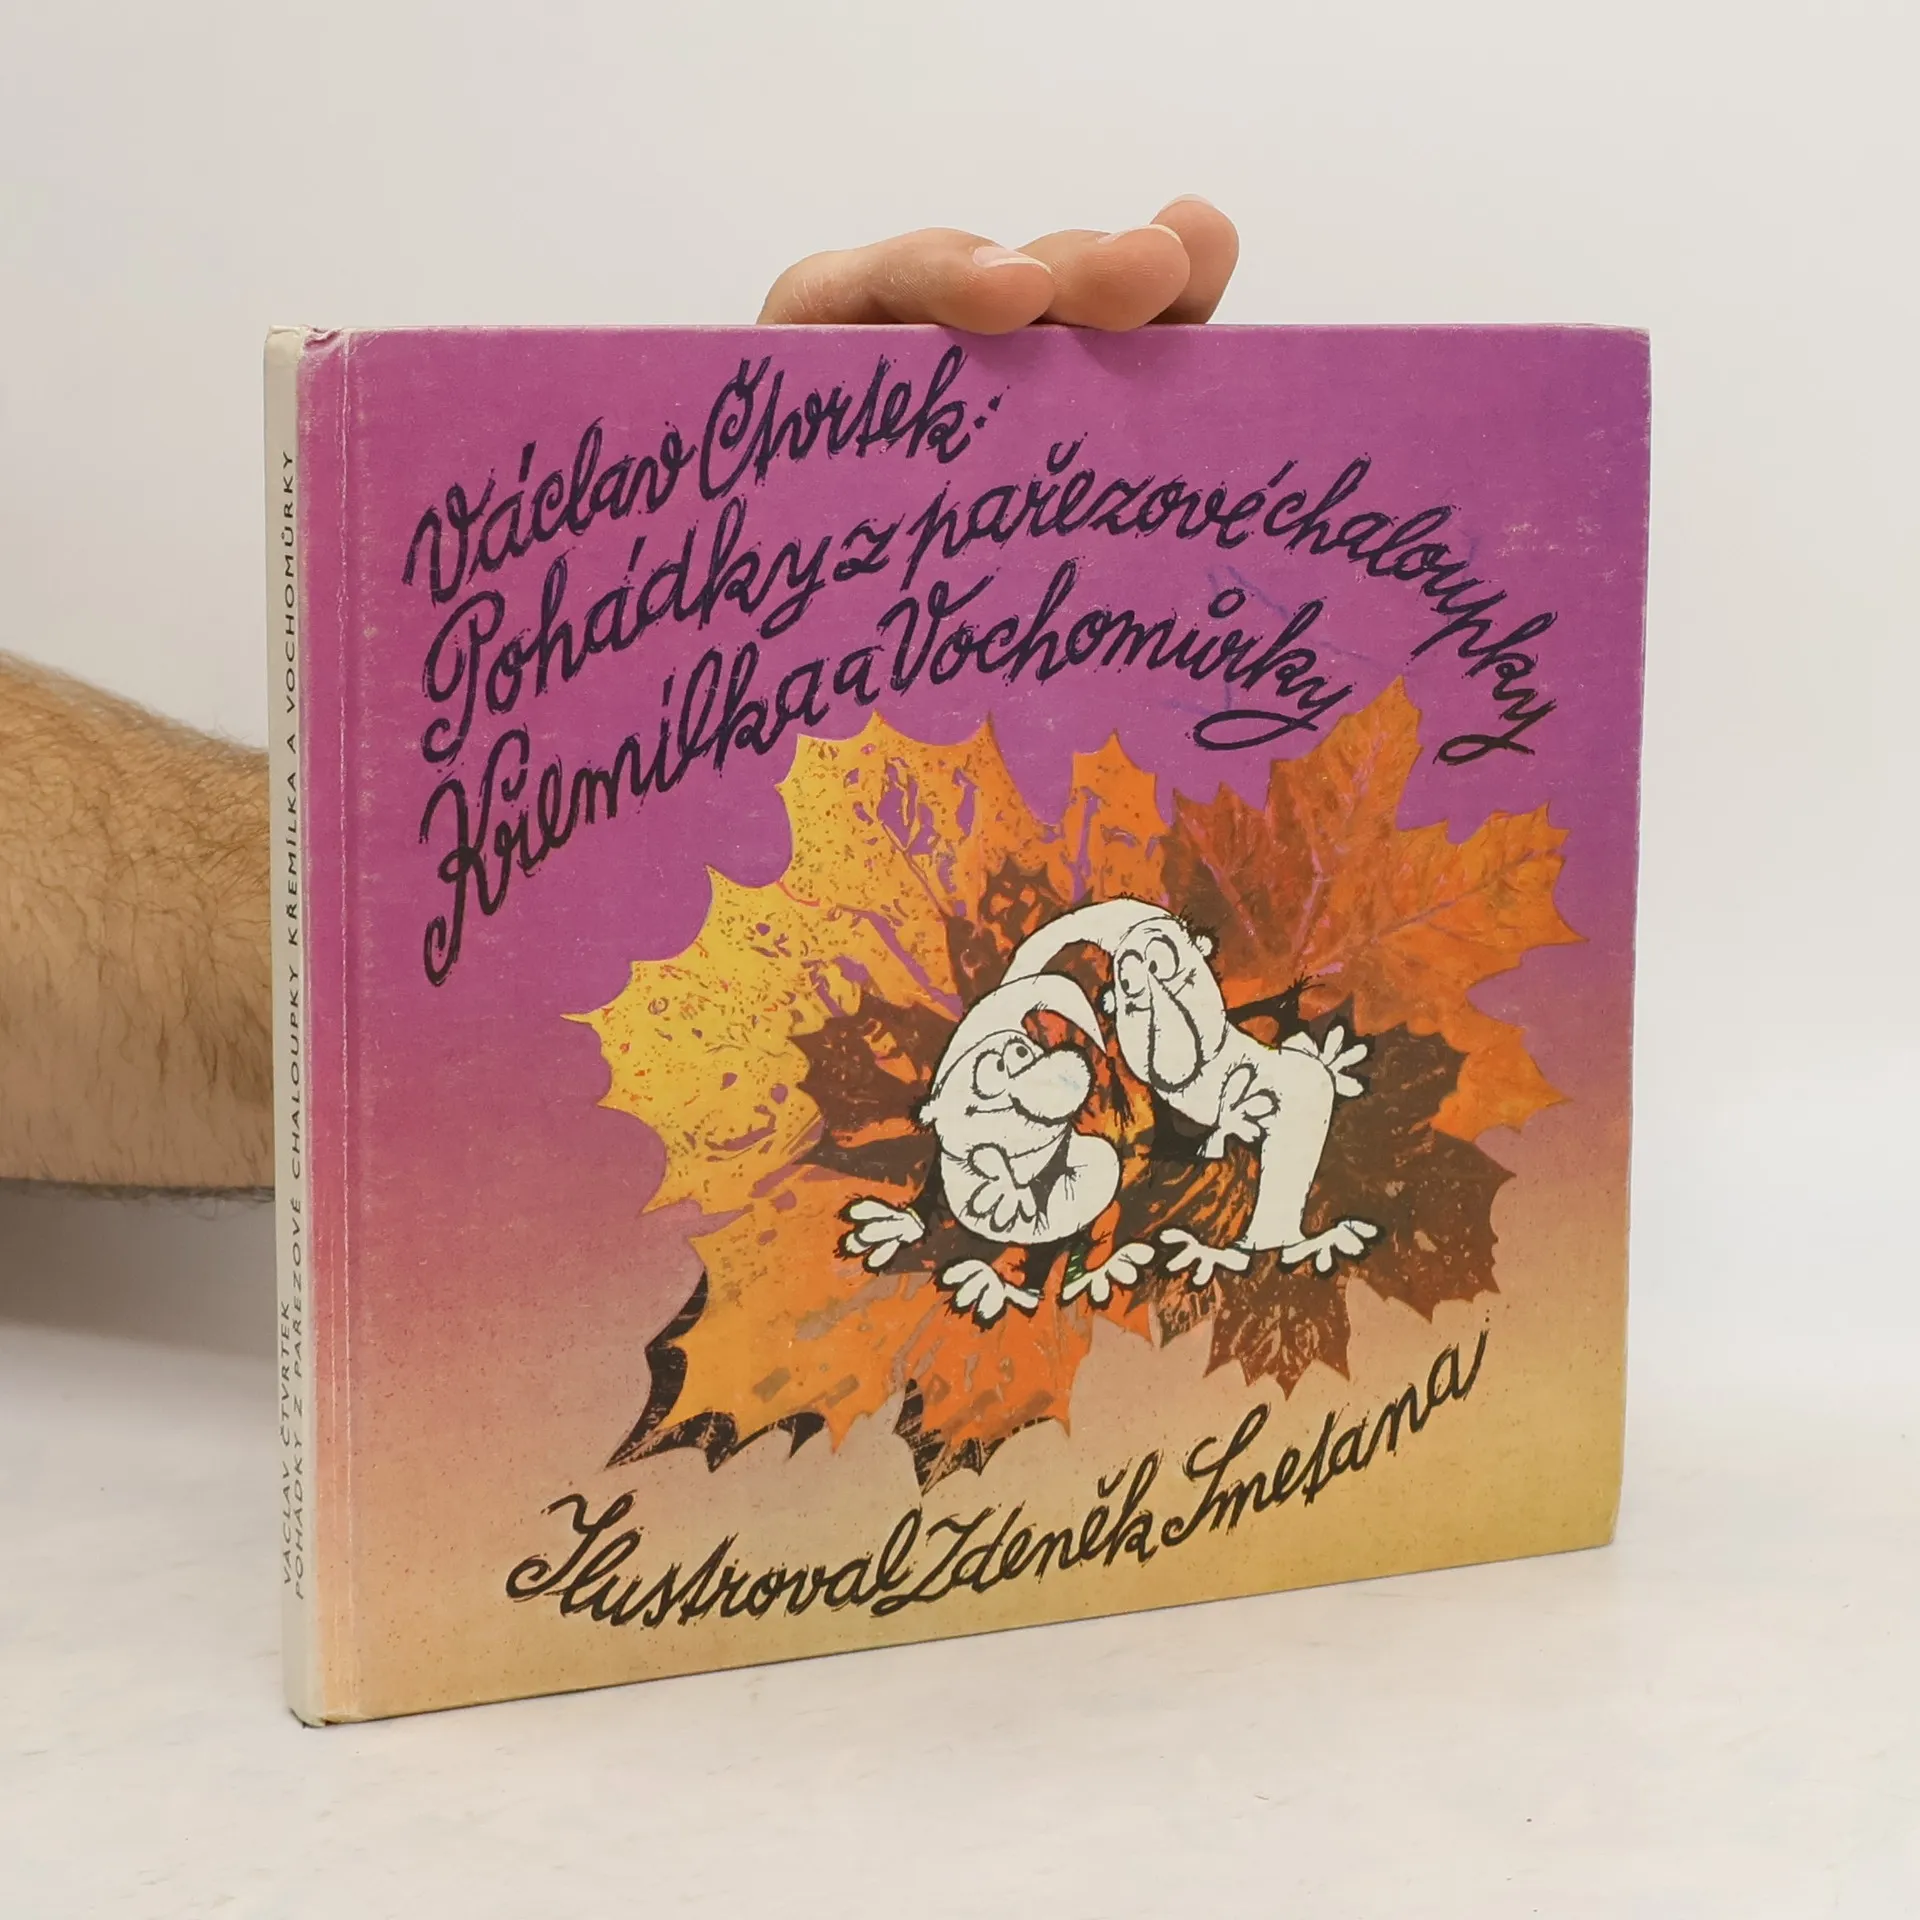 Václav Čtvrtek:
Pohádky z pařezové chaloupky
Křemílka a Vochomůrky
Ilustroval Zdeněk Smetana
VÁCLAV ČTVRTEK
POHÁDKY Z PAŘEZOVÉ CHALOUPKY KŘEMÍLKA A VOCHOMŮRKY